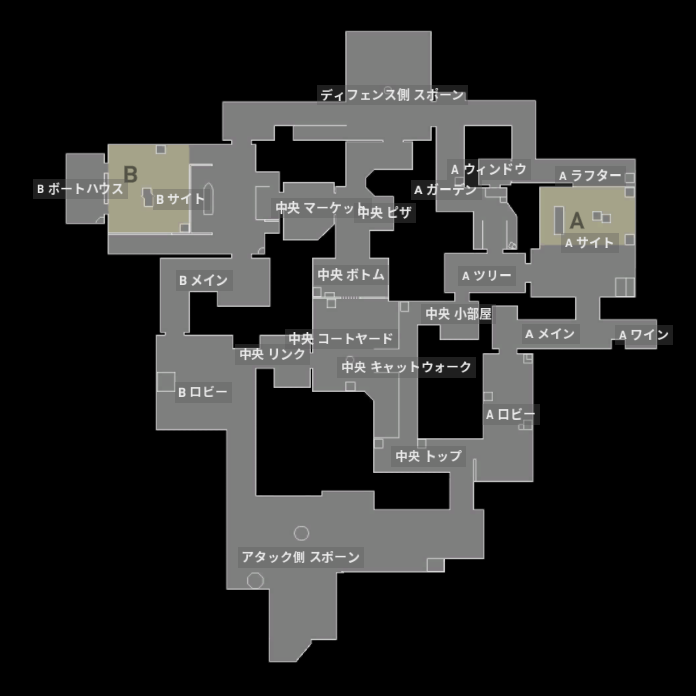 ディフェンス側 スポーン
B
A ウィンドウ
A ラフター
B ボートハウス
B サイト
A ガーデン
中央 マーケット
中央 ピザ
A
A サイト
B メイン
中央 ボトム
A ツリー
中央 小部屋
中央 コートヤード
A メイン
A ワイン
中央 リンク
中央 キャットウォーク
B ロビー
A ロビー
中央 トップ
アタック側 スポーン